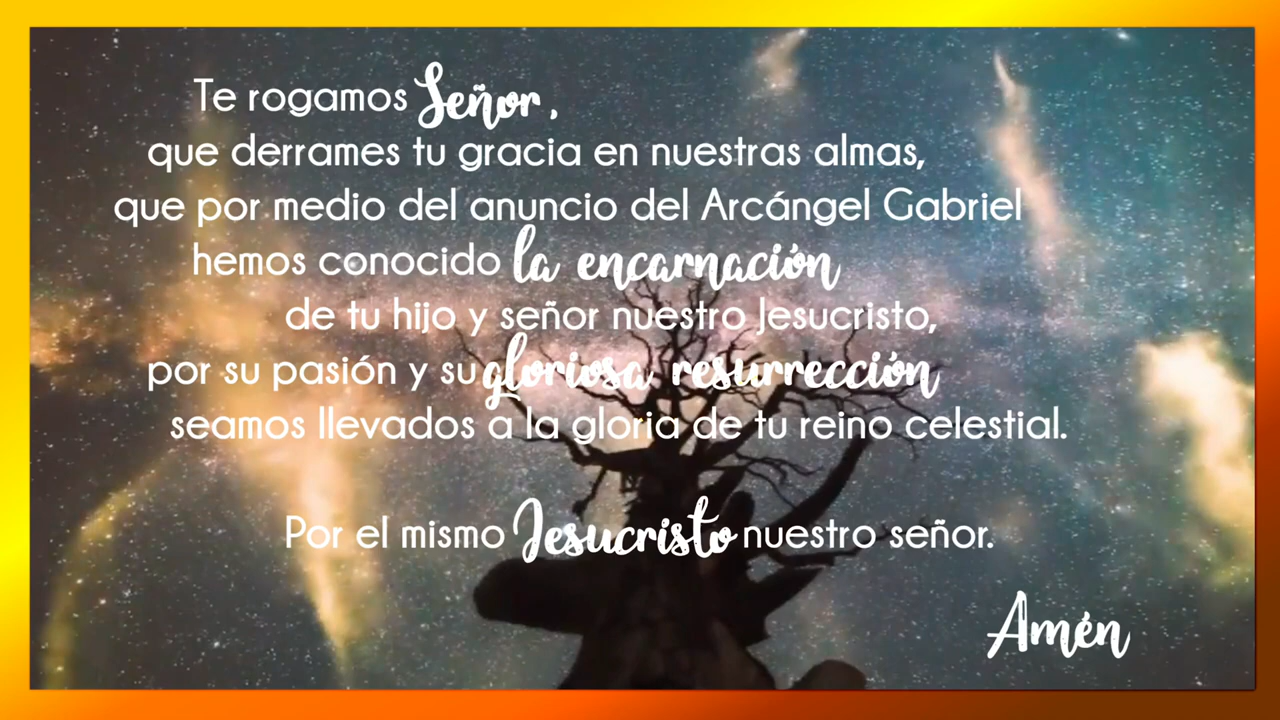 Te rogamos Señor,
que derrames tu gracia en nuestras almas,
que por medio del anuncio del Arcángel Gabriel
hemos conocido la encarnación
de tu hijo y señor nuestro Jesucristo,
por su pasión y su gloriosa resurrección
seamos llevados a la gloria de tu reino celestial.
Por el mismo Jesucristo nuestro señor.
Amén